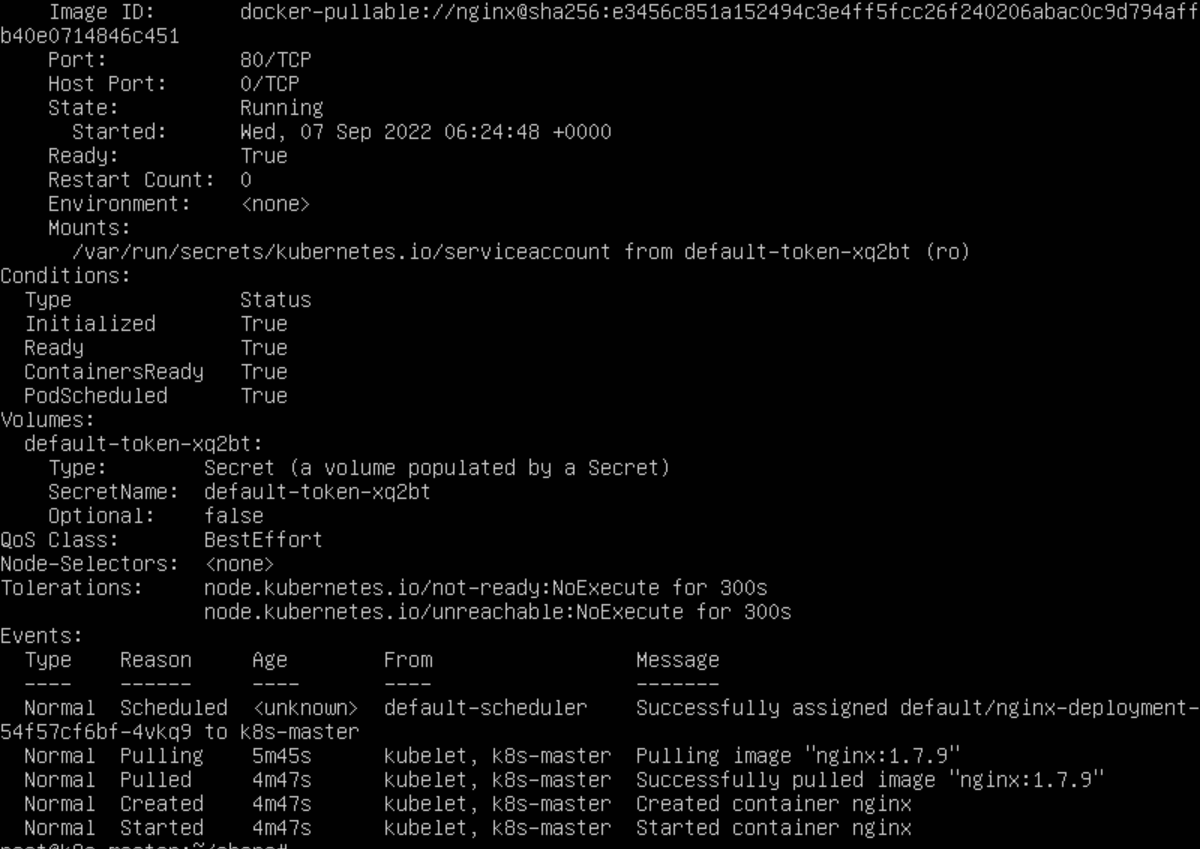 Image ID:       docker-pullable://nginx@sha256:e3456c851a152494c3e4ff5fcc26f240206abac0c9d794aff
b40e0714846c451
    Port:           80/TCP
    Host Port:      0/TCP
    State:          Running
      Started:      Wed, 07 Sep 2022 06:24:48 +0000
    Ready:          True
    Restart Count:  0
    Environment:    <none>
    Mounts:
      /var/run/secrets/kubernetes.io/serviceaccount from default-token-xq2bt (ro)
Conditions:
  Type              Status
  Initialized       True
  Ready             True
  ContainersReady   True
  PodScheduled      True
Volumes:
  default-token-xq2bt:
    Type:        Secret (a volume populated by a Secret)
    SecretName:  default-token-xq2bt
    Optional:    false
QoS Class:       BestEffort
Node-Selectors:  <none>
Tolerations:     node.kubernetes.io/not-ready:NoExecute for 300s
                 node.kubernetes.io/unreachable:NoExecute for 300s
Events:
  Type    Reason     Age        From                 Message
  ----    ------     ----       ----                 -------
  Normal  Scheduled  <unknown>  default-scheduler    Successfully assigned default/nginx-deployment-
54f57cf6bf-4vkq9 to k8s-master
  Normal  Pulling    5m45s      kubelet, k8s-master  Pulling image "nginx:1.7.9"
  Normal  Pulled     4m47s      kubelet, k8s-master  Successfully pulled image "nginx:1.7.9"
  Normal  Created    4m47s      kubelet, k8s-master  Created container nginx
  Normal  Started    4m47s      kubelet, k8s-master  Started container nginx